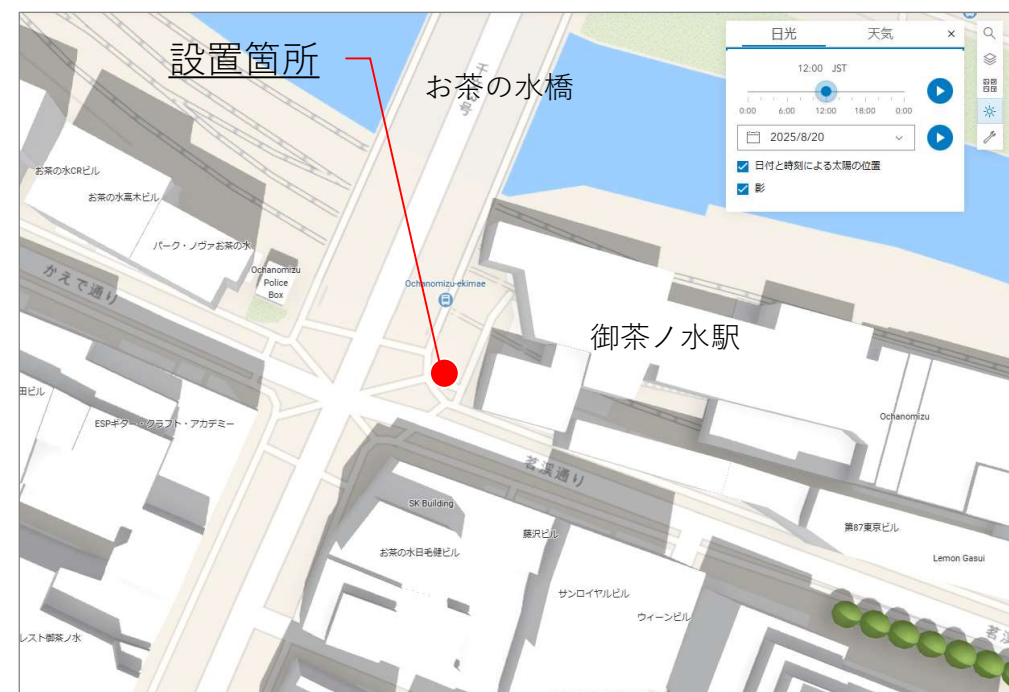 設置箇所
お茶の水橋
日光
天気
×
12:00 JST
0:00 6:00 12:00 18:00 0:00
2025/8/20
日付と時刻による太陽の位置
影
お茶の水CRビル
お茶の水高木ビル
パーク・ノヴァお茶の水
Ochanomizu
Police
Box
Ochanomizu-ekimae
かえで通り
御茶ノ水駅
田ビル
ESPギター・クラフト・アカデミー
Ochanomizu
茗渓通り
SK Building
藤沢ビル
お茶の水日毛健ビル
第87東京ビル
Lemon Gasui
サンロイヤルビル
ウィーンビル
レスト御茶ノ水